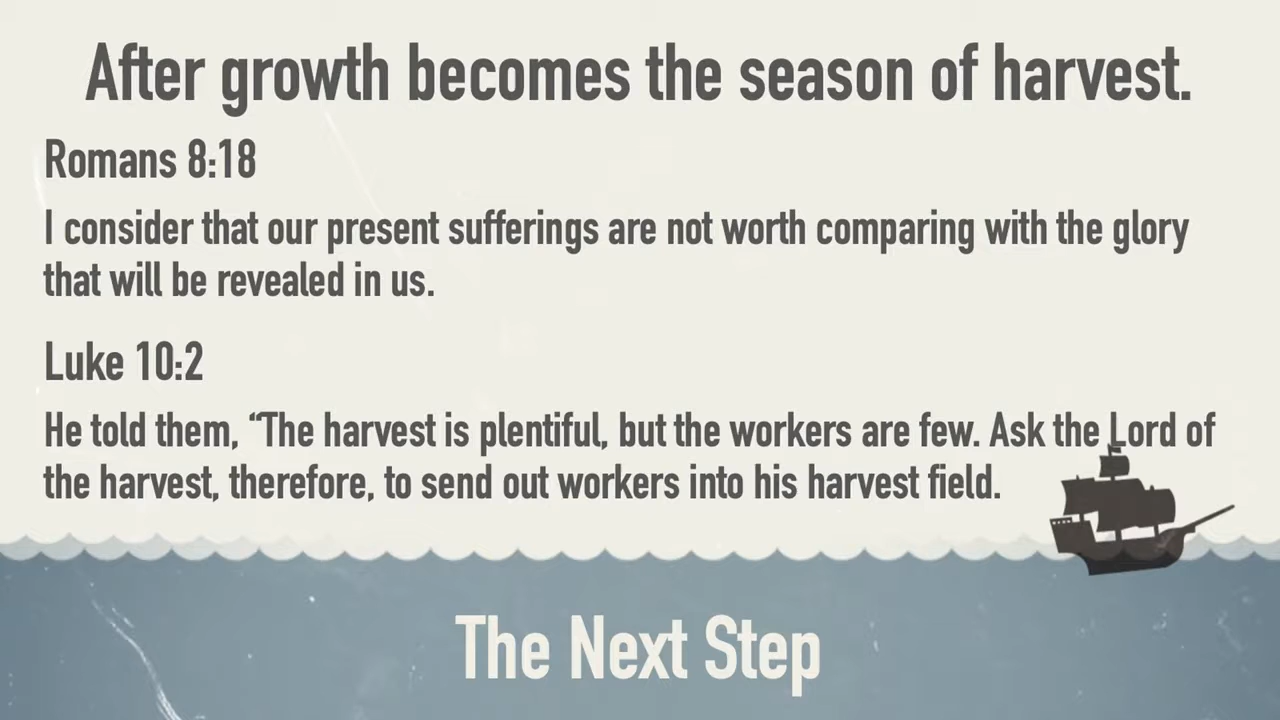 After growth becomes the season of harvest.
Romans 8:18
I consider that our present sufferings are not worth comparing with the glory
that will be revealed in us.
Luke 10:2
He told them, “The harvest is plentiful, but the workers are few. Ask the Lord of
the harvest, therefore, to send out workers into his harvest field.
The Next Step